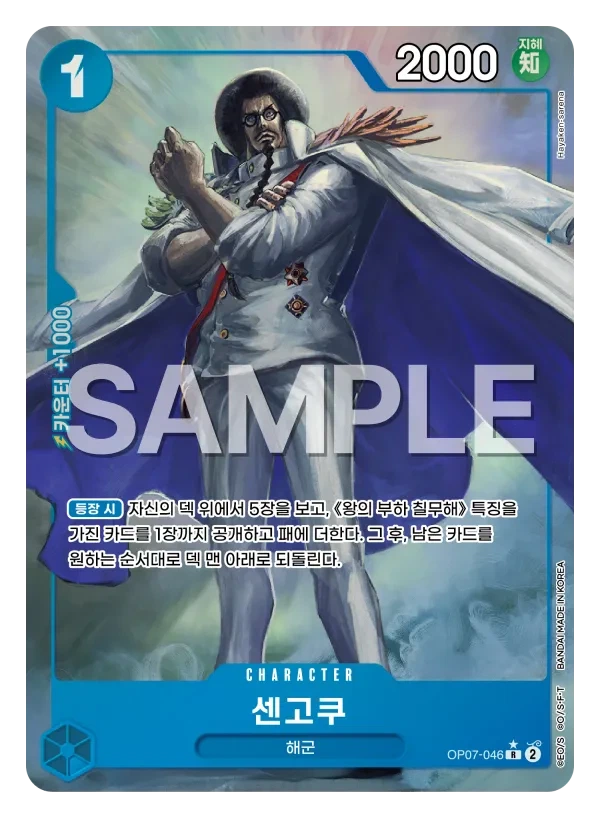 1
2000
지혜
知
Hayaken-sarena
카운터 +1000
SAMPLE
등장 시 자신의 덱 위에서 5장을 보고, 《왕의 부하 칠무해》 특징을
가진 카드를 1장까지 공개하고 패에 더한다. 그 후, 남은 카드를
원하는 순서대로 덱 맨 아래로 되돌린다.
CHARACTER
센고쿠
해군
OP07-046 R 2
©EO/S ©O/S·F·T BANDAI MADE IN KOREA